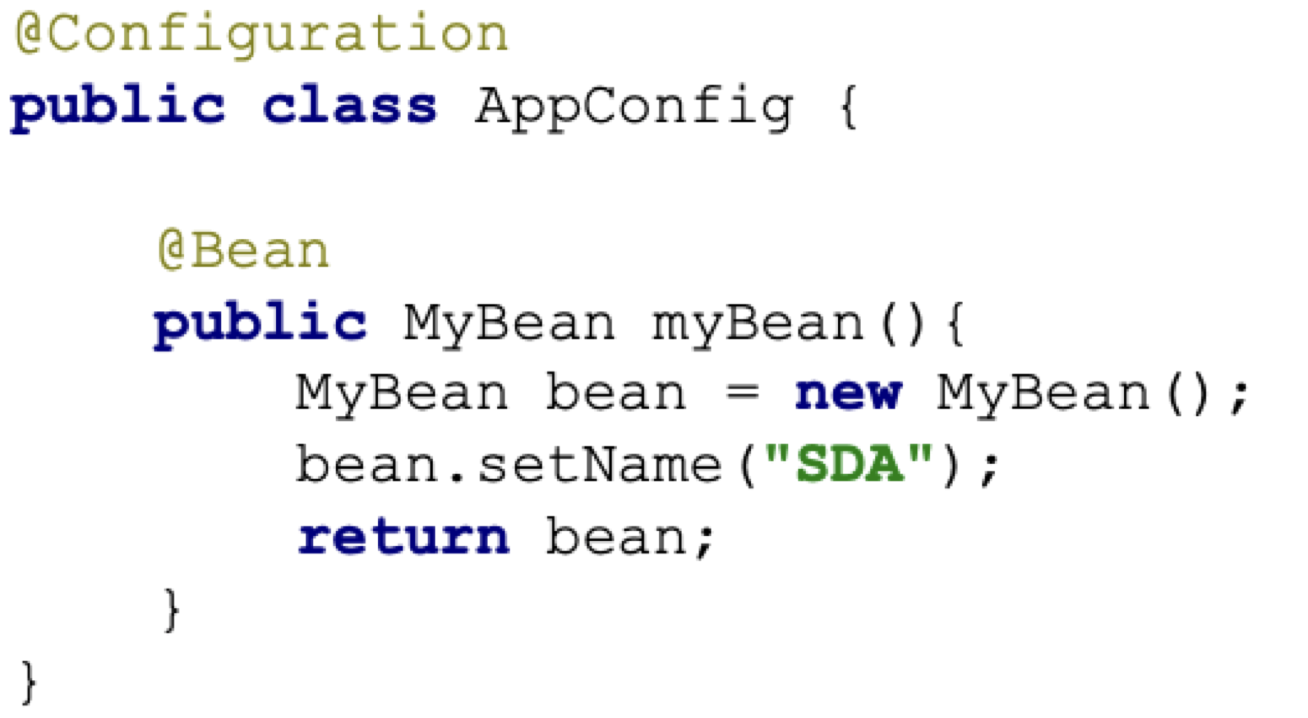 @Configuration
public class AppConfig {
@Bean
public MyBean myBean(){
MyBean bean = new MyBean();
bean.setName("SDA");
return bean;
}
}